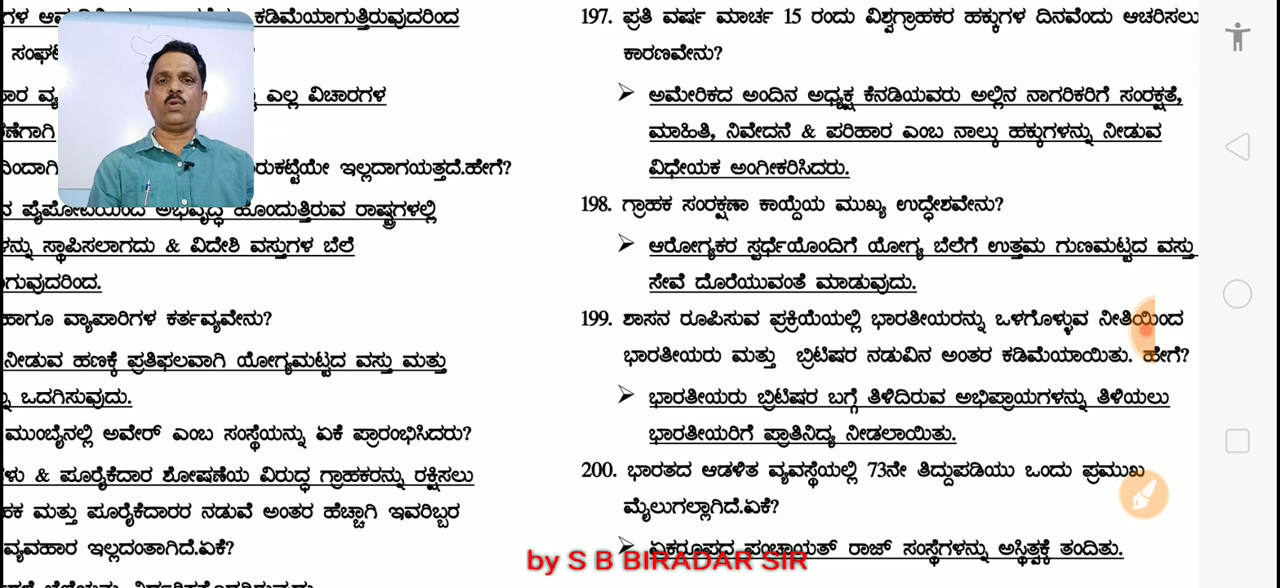 ಗಳ
ಕಡಿಮೆಯಾಗುತ್ತಿರುವುದರಿಂದ
ಎಲ್ಲ ವಿಚಾರಗಳ
ಇಲ್ಲದಾಗಯತ್ತದೆ.ಹೇಗೆ?
ಅಭಿವೃದ್ಧಿ ಹೊಂದುತ್ತಿರುವ ರಾಷ್ಟ್ರಗಳಲ್ಲಿ
ಸ್ಥಾಪಿಸಲಾಗದು & ವಿದೇಶಿ ವಸ್ತುಗಳ ಬೆಲೆ
ಗುವುದರಿಂದ.
ಹಾಗೂ ವ್ಯಾಪಾರಿಗಳ ಕರ್ತವ್ಯವೇನು?
ನೀಡುವ ಹಣಕ್ಕೆ ಪ್ರತಿಫಲವಾಗಿ ಯೋಗ್ಯಮಟ್ಟದ ವಸ್ತು ಮತ್ತು
ಒದಗಿಸುವುದು.
ಮುಂಬೈನಲ್ಲಿ ಅವೇರ್ ಎಂಬ ಸಂಸ್ಥೆಯನ್ನು ಏಕೆ ಪ್ರಾರಂಭಿಸಿದರು?
ಳು & ಪೂರೈಕೆದಾರ ಶೋಷಣೆಯ ವಿರುದ್ಧ ಗ್ರಾಹಕರನ್ನು ರಕ್ಷಿಸಲು
ಹಕ ಮತ್ತು ಪೂರೈಕೆದಾರರ ನಡುವೆ ಅಂತರ ಹೆಚ್ಚಾಗಿ ಇವರಿಬ್ಬರ
ವ್ಯವಹಾರ ಇಲ್ಲದಂತಾಗಿದೆ.ಏಕೆ?
197. ಪ್ರತಿ ವರ್ಷ ಮಾರ್ಚ 15 ರಂದು ವಿಶ್ವಗ್ರಾಹಕರ ಹಕ್ಕುಗಳ ದಿನವೆಂದು ಆಚರಿಸಲು
ಕಾರಣವೇನು?
➢ ಅಮೇರಿಕದ ಅಂದಿನ ಅಧ್ಯಕ್ಷ ಕೆನಡಿಯವರು ಅಲ್ಲಿನ ನಾಗರಿಕರಿಗೆ ಸಂರಕ್ಷತೆ,
ಮಾಹಿತಿ, ನಿವೇದನೆ & ಪರಿಹಾರ ಎಂಬ ನಾಲ್ಕು ಹಕ್ಕುಗಳನ್ನು ನೀಡುವ
ವಿಧೇಯಕ ಅಂಗೀಕರಿಸಿದರು.
198. ಗ್ರಾಹಕ ಸಂರಕ್ಷಣಾ ಕಾಯ್ದೆಯ ಮುಖ್ಯ ಉದ್ಧೇಶವೇನು?
➢ ಆರೋಗ್ಯಕರ ಸ್ಪರ್ಧೆಯೊಂದಿಗೆ ಯೋಗ್ಯ ಬೆಲೆಗೆ ಉತ್ತಮ ಗುಣಮಟ್ಟದ ವಸ್ತು
ಸೇವೆ ದೊರೆಯುವಂತೆ ಮಾಡುವುದು.
199. ಶಾಸನ ರೂಪಿಸುವ ಪ್ರಕ್ರಿಯೆಯಲ್ಲಿ ಭಾರತೀಯರನ್ನು ಒಳಗೊಳ್ಳುವ ನೀತಿಯಿಂದ
ಭಾರತೀಯರು ಮತ್ತು ಬ್ರಿಟಿಷರ ನಡುವಿನ ಅಂತರ ಕಡಿಮೆಯಾಯಿತು. ಹೇಗೆ?
➢ ಭಾರತೀಯರು ಬ್ರಿಟಿಷರ ಬಗ್ಗೆ ತಿಳಿದಿರುವ ಅಭಿಪ್ರಾಯಗಳನ್ನು ತಿಳಿಯಲು
ಭಾರತೀಯರಿಗೆ ಪ್ರಾತಿನಿಧ್ಯ ನೀಡಲಾಯಿತು.
200. ಭಾರತದ ಆಡಳಿತ ವ್ಯವಸ್ಥೆಯಲ್ಲಿ 73ನೇ ತಿದ್ದುಪಡಿಯು ಒಂದು ಪ್ರಮುಖ
ಮೈಲುಗಲ್ಲಾಗಿದೆ.ಏಕೆ?
➢ ಏಕರೂಪದ ಪಂಚಾಯತ್ ರಾಜ್ ಸಂಸ್ಥೆಗಳನ್ನು ಅಸ್ಥಿತ್ವಕ್ಕೆ ತಂದಿತು.
by S B BIRADAR SIR